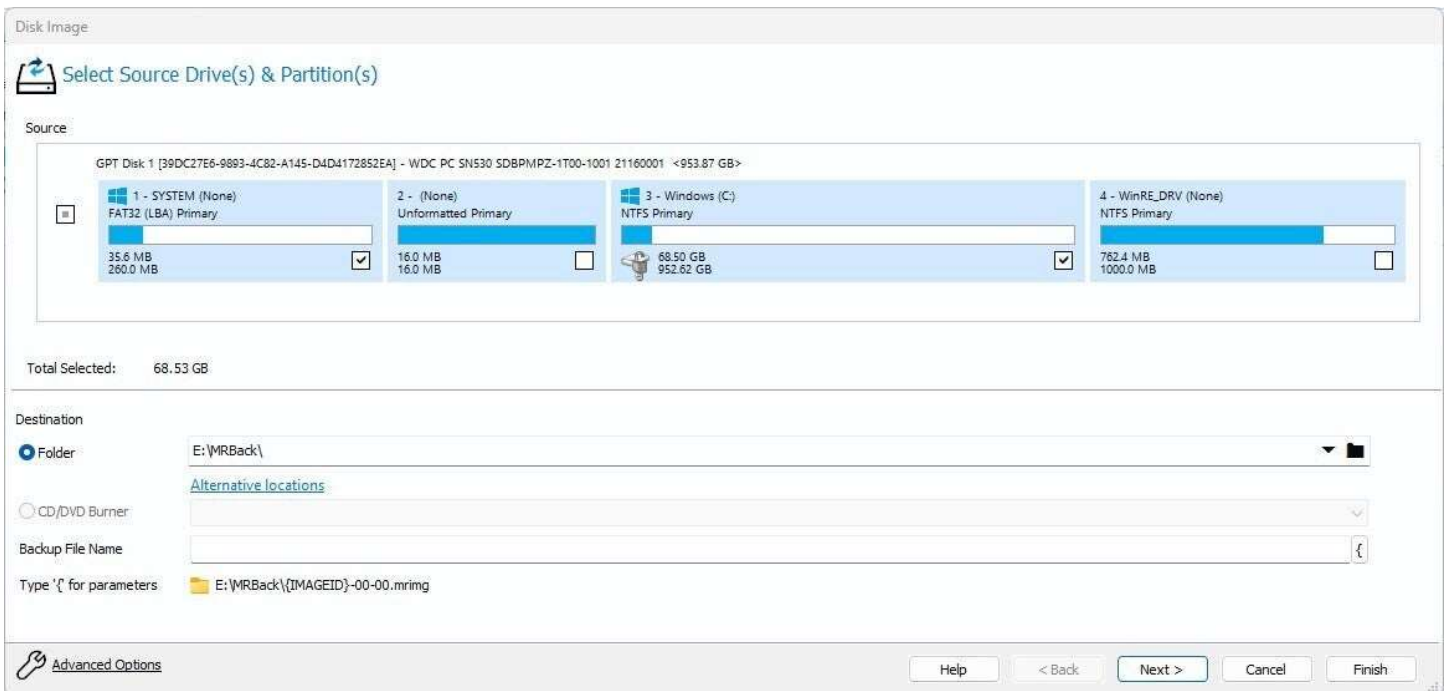 Disk Image
Select Source Drive(s) & Partition(s)
Source
GPT Disk 1 [39DC27E6-9893-4C82-A145-D4D4172852EA] - WDC PC SN530 SDBPMPZ-1T00-1001 21160001 <953.87 GB>
1 - SYSTEM (None)
FAT32 (LBA) Primary
35.6 MB
260.0 MB
2 - (None)
Unformatted Primary
16.0 MB
16.0 MB
3 - Windows (C:)
NTFS Primary
68.50 GB
952.62 GB
4 - WinRE_DRV (None)
NTFS Primary
762.4 MB
1000.0 MB
Total Selected: 68.53 GB
Destination
Folder E:\MRBack\
Alternative locations
CD/DVD Burner
Backup File Name {
Type '{' for parameters E:\MRBack\{IMAGEID}-00-00.mrimg
Advanced Options Help < Back Next > Cancel Finish